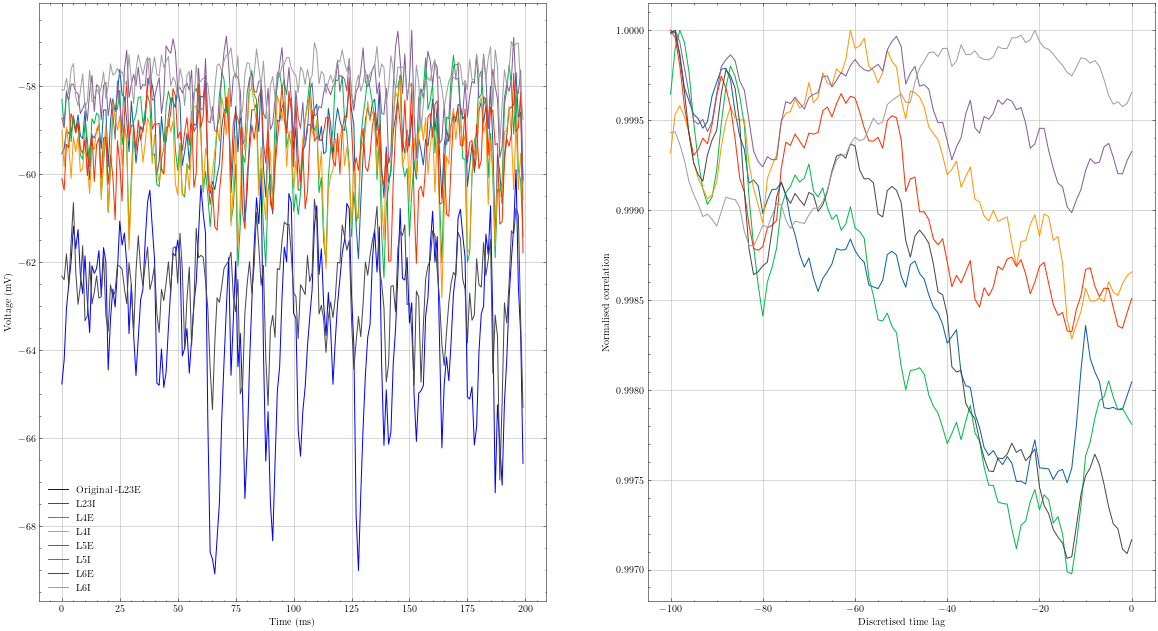 −58
−60
−62
−64
−66
−68
Voltage (mV)
Original -L23E
L23I
L4E
L4I
L5E
L5I
L6E
L6I
0 25 50 75 100 125 150 175 200
Time (ms)
1.0000
0.9995
0.9990
0.9985
0.9980
0.9975
0.9970
Normalised correlation
−100 −80 −60 −40 −20 0
Discretised time lag